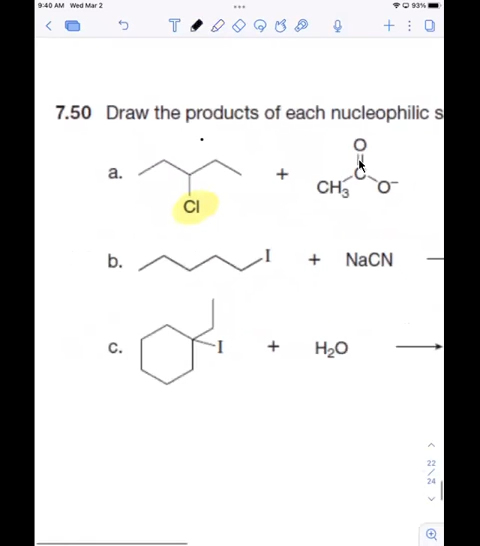 9:40 AM Wed Mar 2
93%
T
7.50 Draw the products of each nucleophilic s
O
a. + C
CH₃ O⁻
Cl
b. I + NaCN
c. I + H₂O
22
/
24